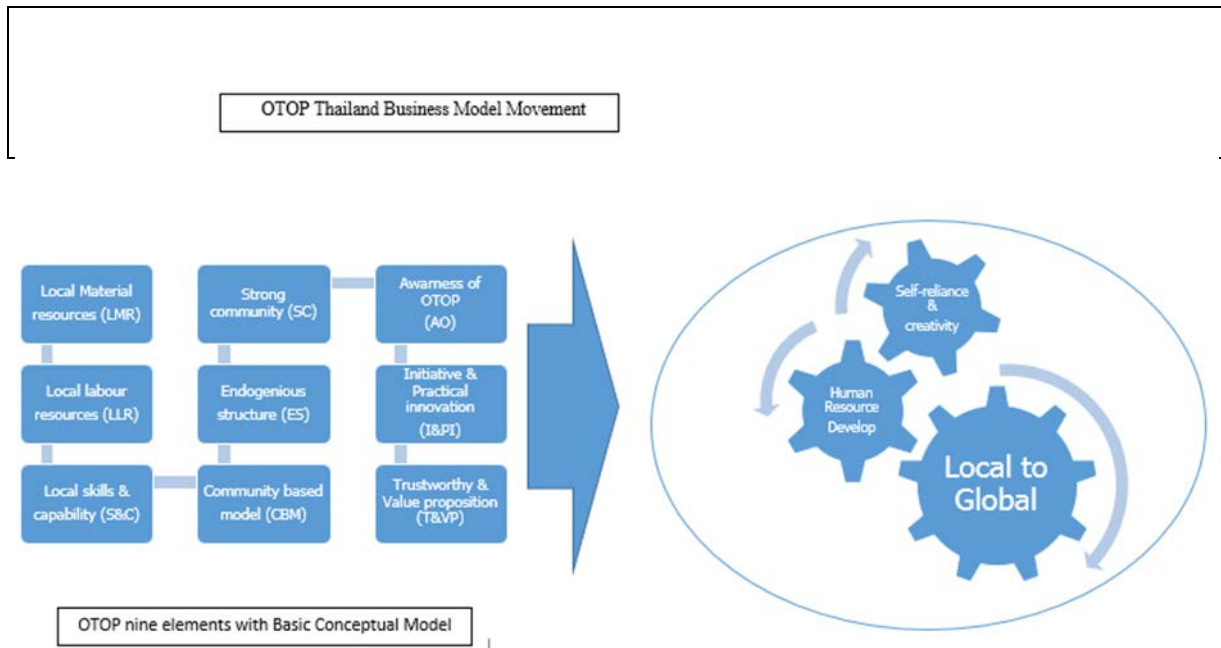 OTOP Thailand Business Model Movement
Local Material
resources (LMR)
Local labour
resources (LLR)
Local skills &
capability (S&C)
Strong
community (SC)
Endogenious
structure (ES)
Community based
model (CBM)
Awarness of
OTOP
(AO)
Initiative &
Practical
innovation
(I&PI)
Trustworthy &
Value proposition
(T&VP)
Self-reliance
&
creativity
Human
Resource
Develop
Local to
Global
OTOP nine elements with Basic Conceptual Model